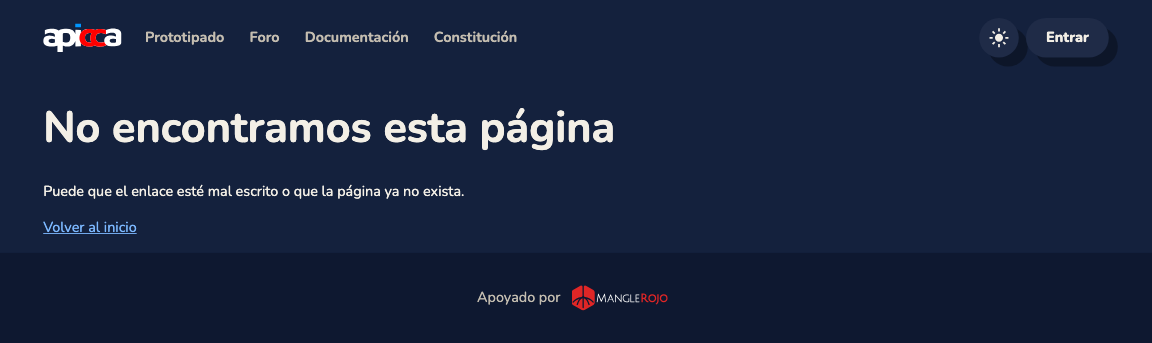 apicca
Prototipado
Foro
Documentación
Constitución
Entrar
No encontramos esta página
Puede que el enlace esté mal escrito o que la página ya no exista.
Volver al inicio
Apoyado por
MANGLEROJO